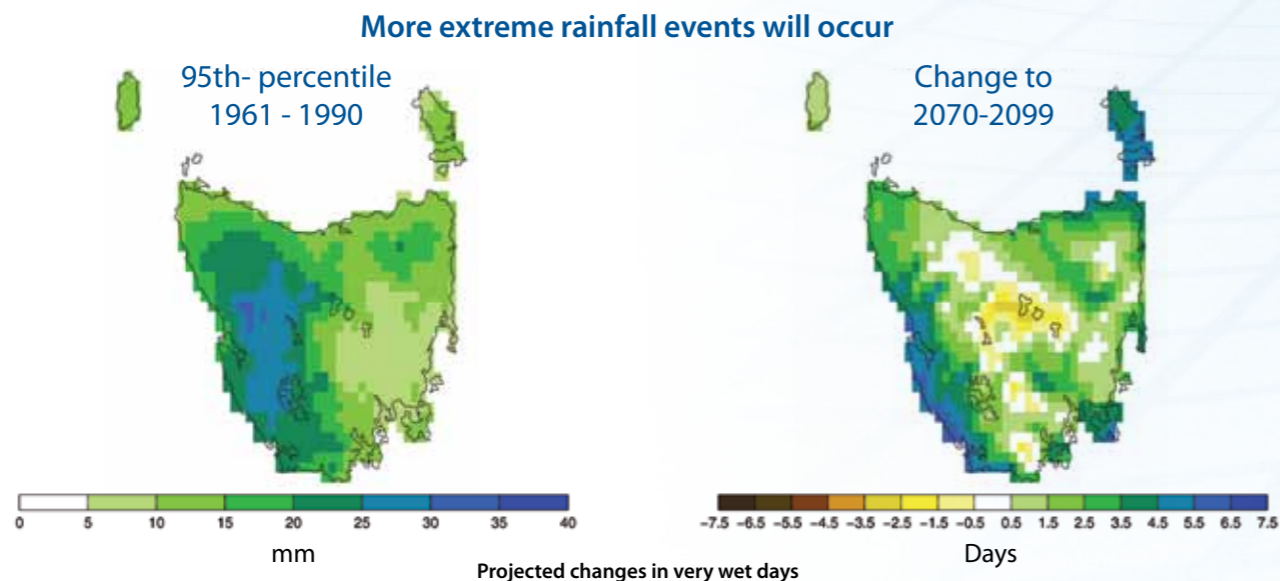 More extreme rainfall events will occur
95th- percentile
1961 - 1990
Change to
2070-2099
0 5 10 15 20 25 30 35 40
mm
-7.5 -6.5 -5.5 -4.5 -3.5 -2.5 -1.5 -0.5 0.5 1.5 2.5 3.5 4.5 5.5 6.5 7.5
Days
Projected changes in very wet days